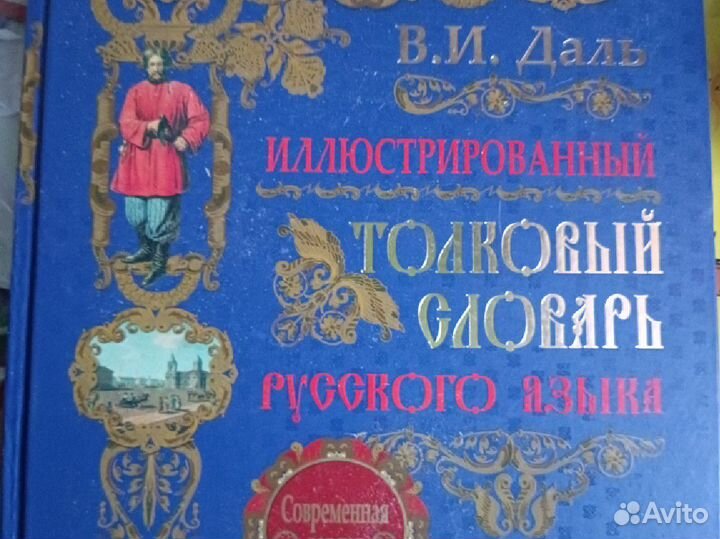 В.И. Даль
ИЛЛЮСТРИРОВАННЫЙ
ТОЛКОВЫЙ
СЛОВАРЬ
РУССКОГО ЯЗЫКА
Современная
Avito